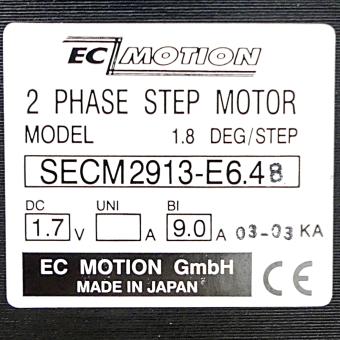 EC MOTION
2 PHASE STEP MOTOR
MODEL 1.8 DEG/STEP
SECM2913-E6.4B
DC UNI BI
1.7 V A 9.0 A 03-03 KA
EC MOTION GmbH CE
MADE IN JAPAN